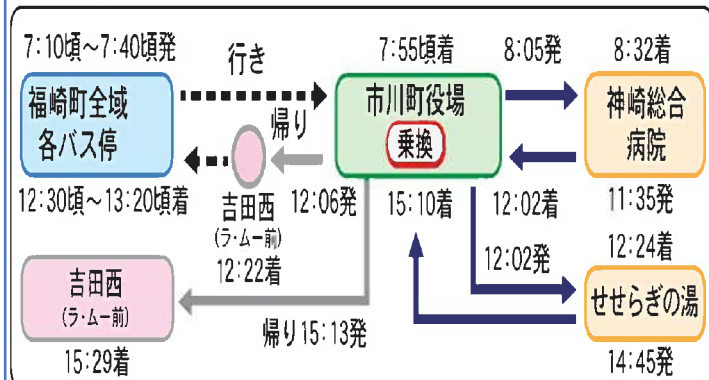 7:10頃～7:40頃発
行き
7:55頃着
8:05発
8:32着
福崎町全域
各バス停
市川町役場
乗換
神崎総合
病院
帰り
12:30頃～13:20頃着
吉田西
(ラ・ムー前)
12:22着
12:06発
15:10着
12:02着
11:35発
12:02発
12:24着
吉田西
(ラ・ムー前)
せせらぎの湯
帰り15:13発
15:29着
14:45発